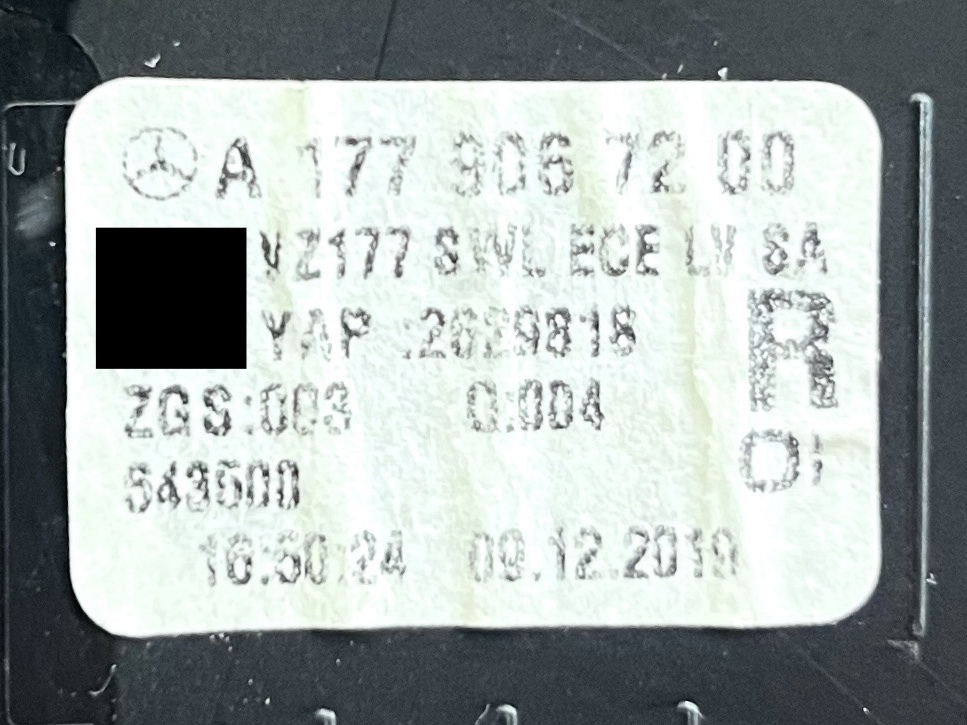 A 177 906 72 00
VZ177 SWL ECE LV SA
YAP :2629818
R
ZGS:003 Q:004
543500
16:50:24 09.12.2019